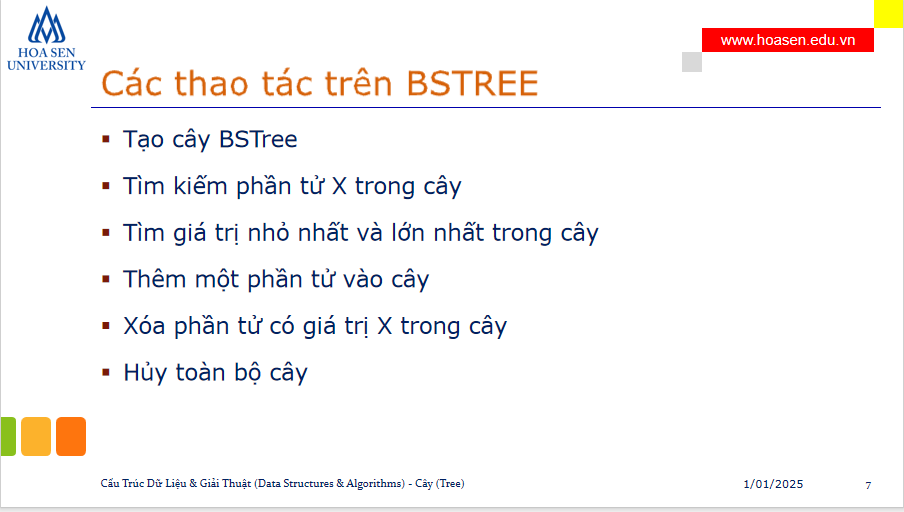 HOA SEN
UNIVERSITY
www.hoasen.edu.vn
Các thao tác trên BSTREE
Tạo cây BSTree
Tìm kiếm phần tử X trong cây
Tìm giá trị nhỏ nhất và lớn nhất trong cây
Thêm một phần tử vào cây
Xóa phần tử có giá trị X trong cây
Hủy toàn bộ cây
Cấu Trúc Dữ Liệu & Giải Thuật (Data Structures & Algorithms) - Cây (Tree)
1/01/2025
7